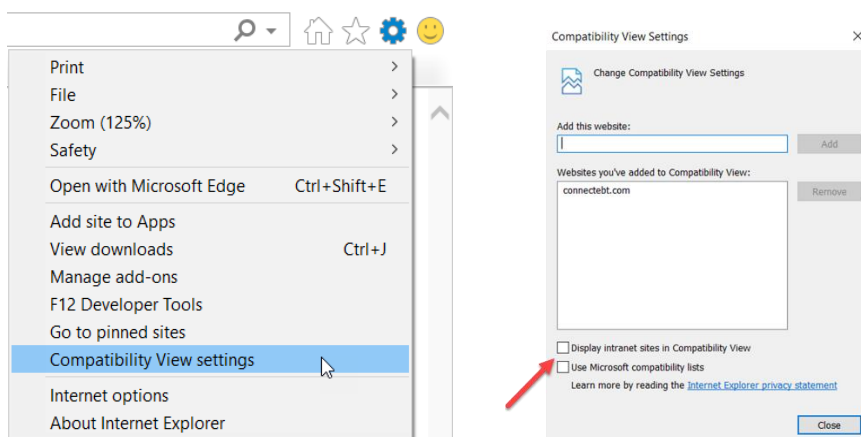 Print
File
Zoom (125%)
Safety
Open with Microsoft Edge Ctrl+Shift+E
Add site to Apps
View downloads Ctrl+J
Manage add-ons
F12 Developer Tools
Go to pinned sites
Compatibility View settings
Internet options
About Internet Explorer
Compatibility View Settings
Change Compatibility View Settings
Add this website:
Add
Websites you've added to Compatibility View:
connectebt.com
Remove
Display intranet sites in Compatibility View
Use Microsoft compatibility lists
Learn more by reading the Internet Explorer privacy statement
Close